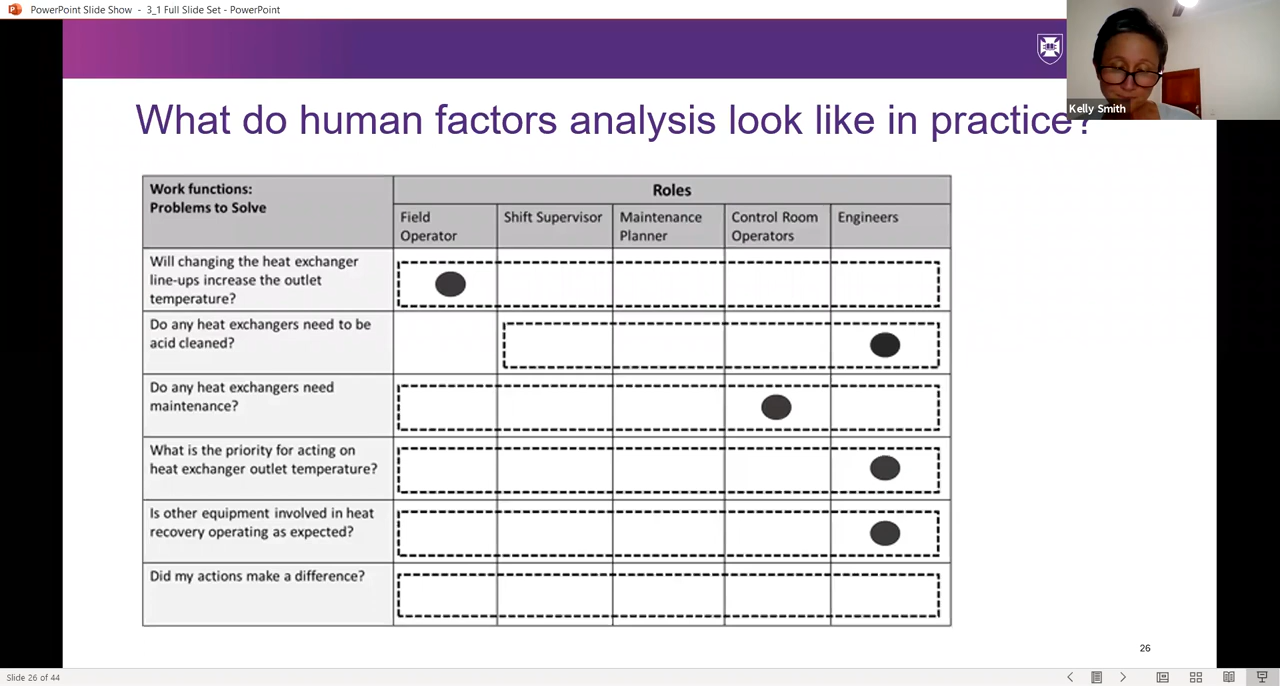 PowerPoint Slide Show - 3_1 Full Slide Set - PowerPoint
Kelly Smith
What do human factors analysis look like in practice?
Work functions:
Problems to Solve
Roles
Field
Operator
Shift Supervisor
Maintenance
Planner
Control Room
Operators
Engineers
Will changing the heat exchanger
line-ups increase the outlet
temperature?
Do any heat exchangers need to be
acid cleaned?
Do any heat exchangers need
maintenance?
What is the priority for acting on
heat exchanger outlet temperature?
Is other equipment involved in heat
recovery operating as expected?
Did my actions make a difference?
26
Slide 26 of 44